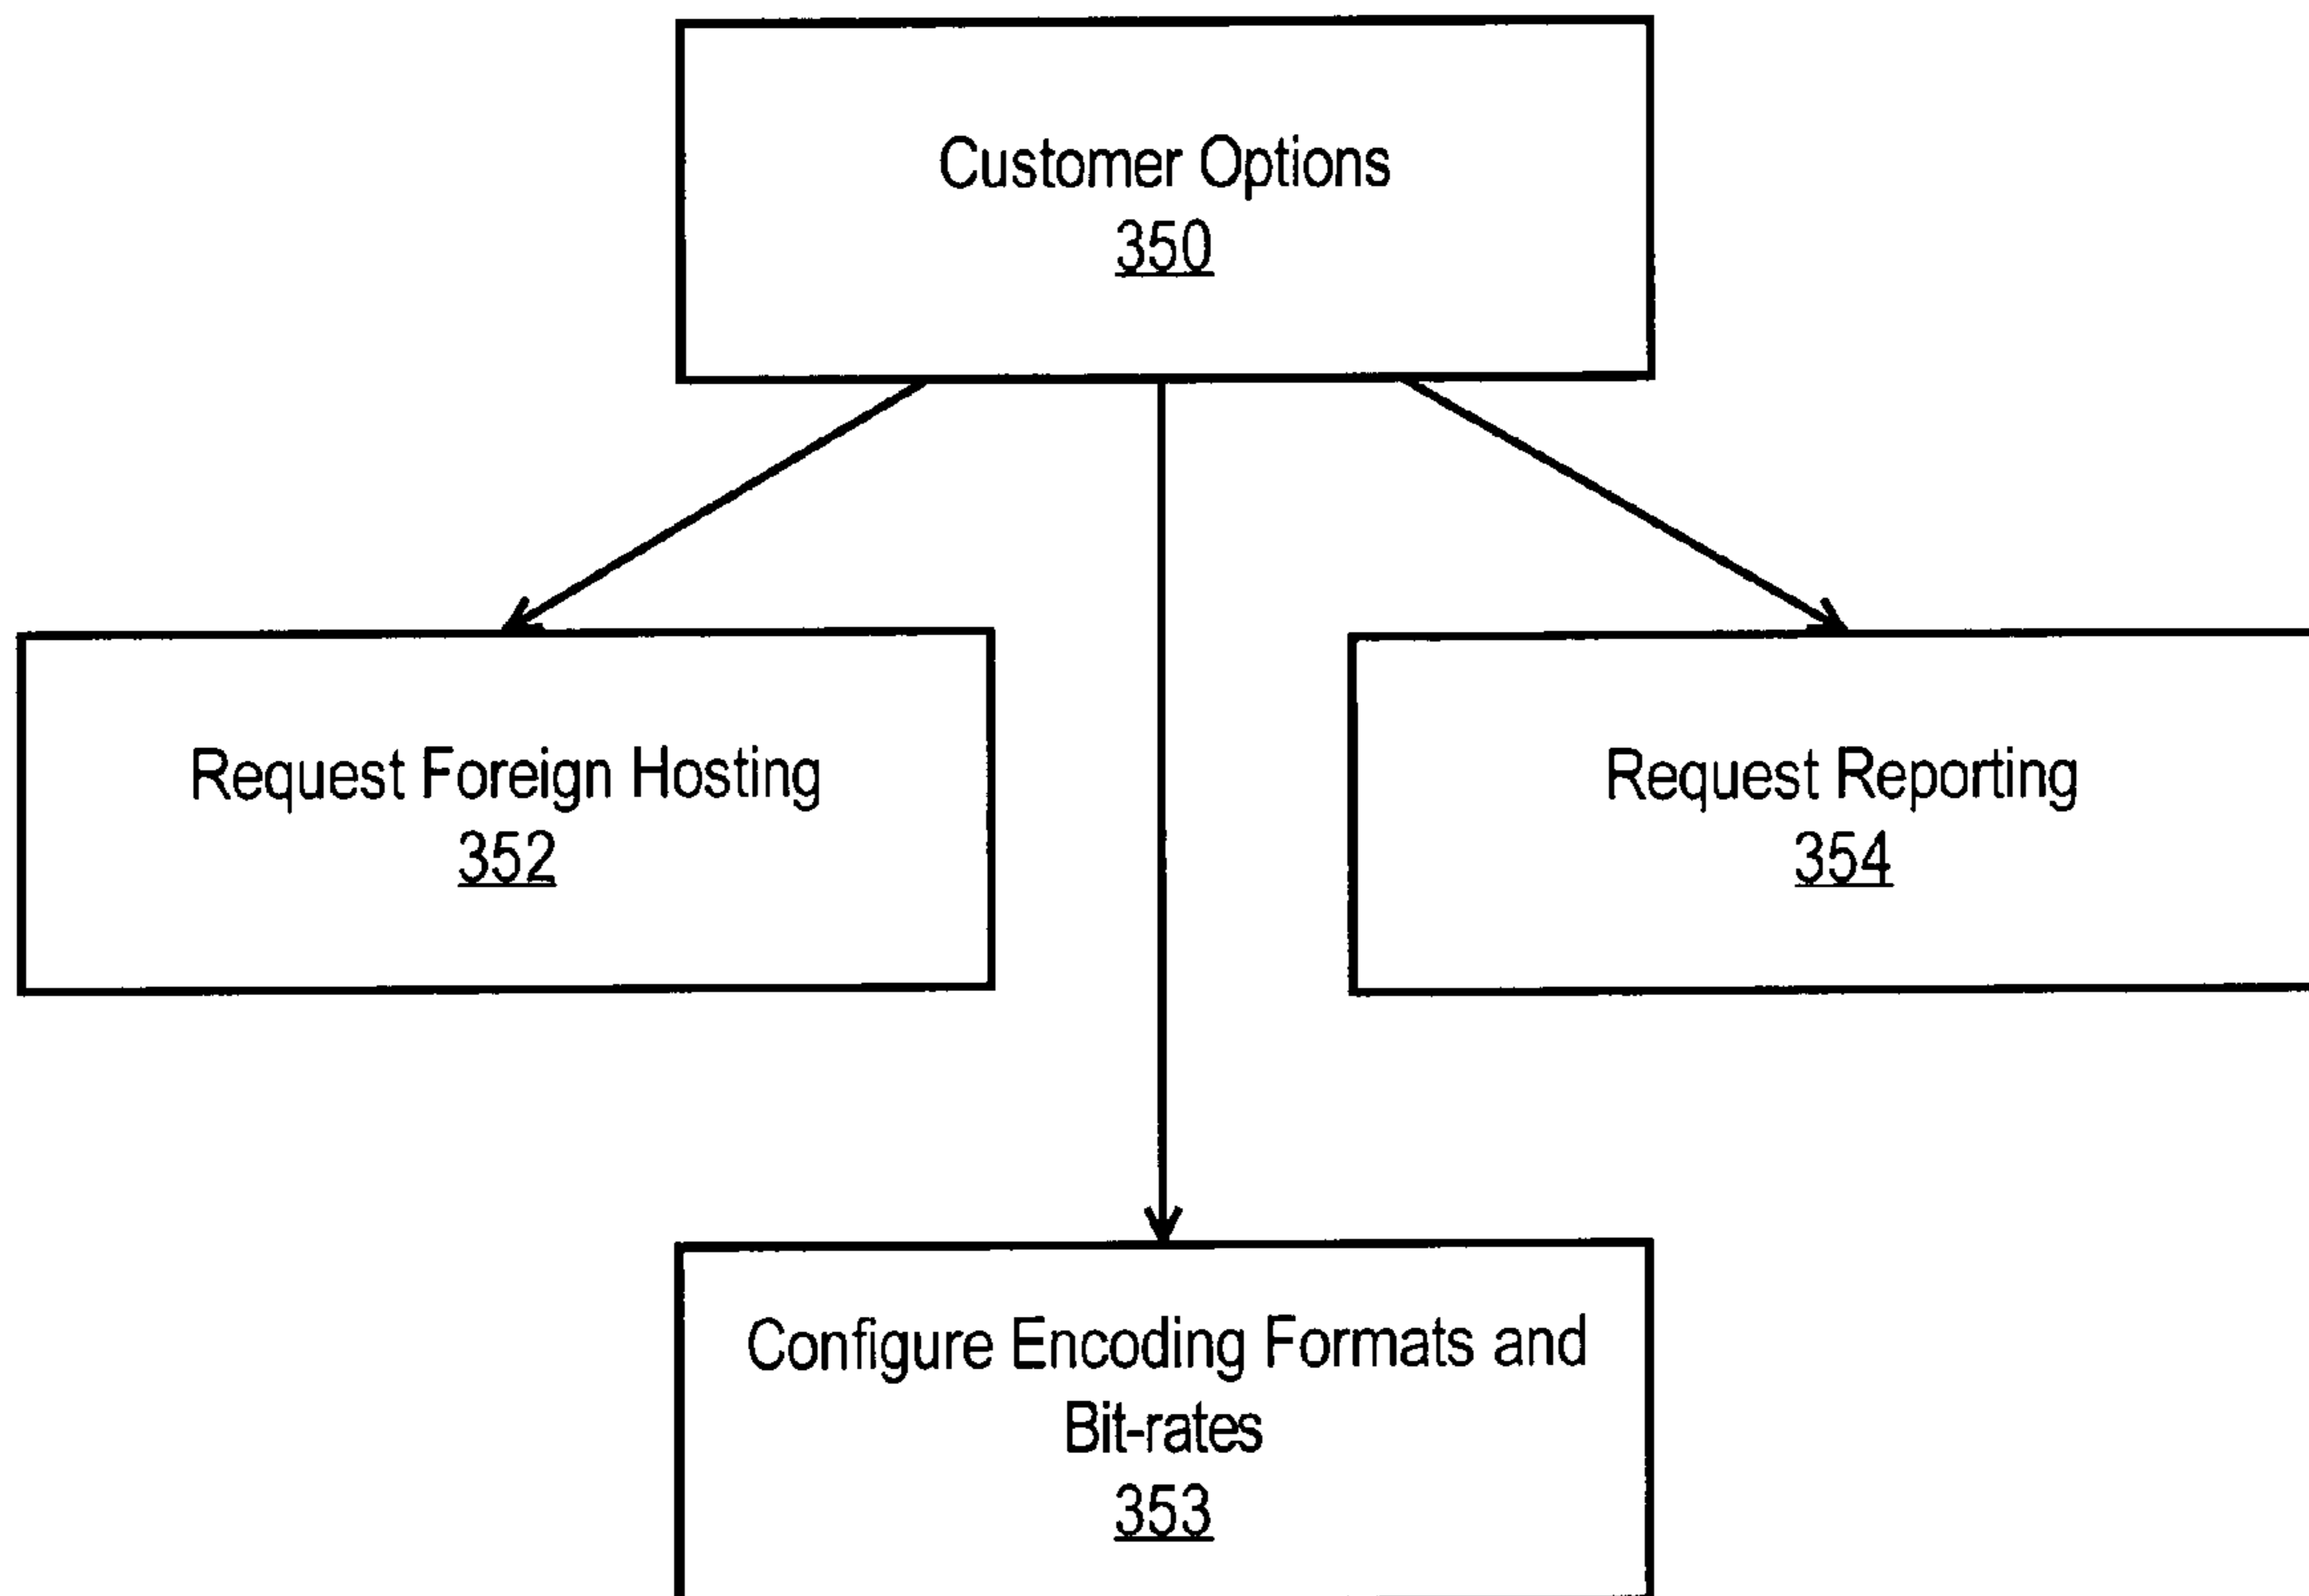 Customer Options
350
Request Foreign Hosting
352
Request Reporting
354
Configure Encoding Formats and
Bit-rates
353